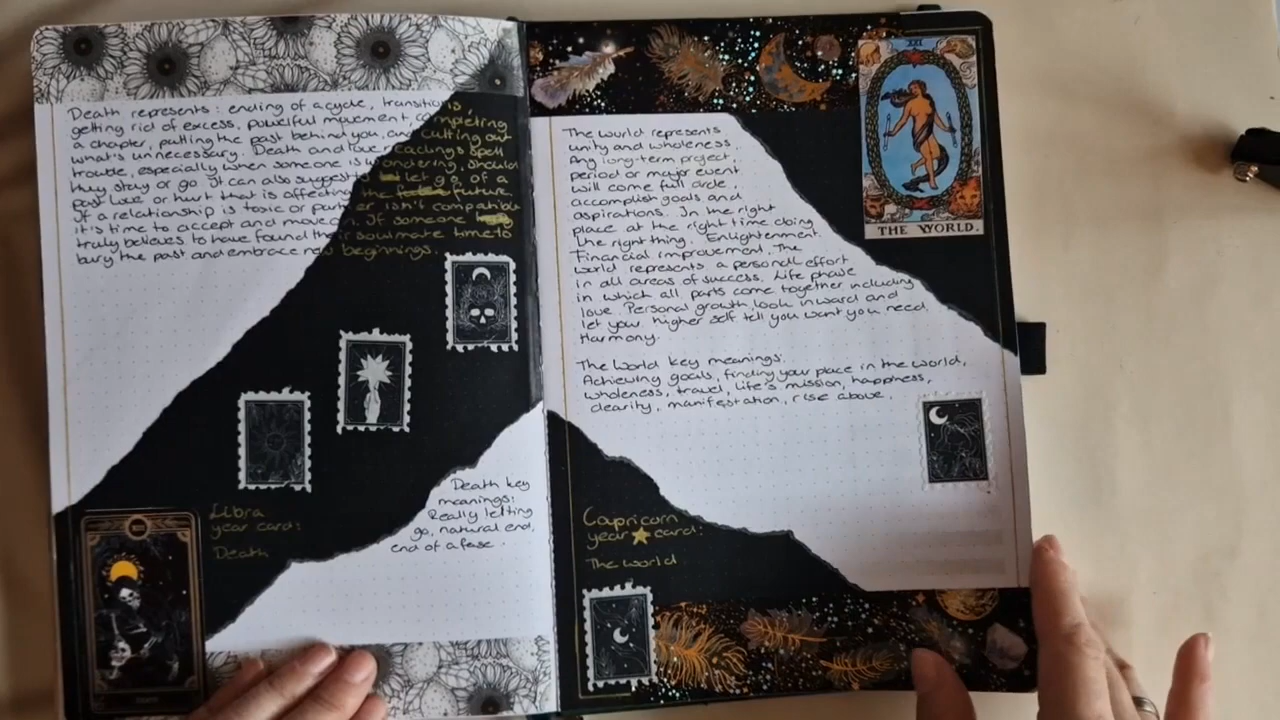 Death represents: ending of a cycle, transitions,
getting rid of excess, powerful movement, completing
a chapter, putting the past behind you, and cutting out
what's unnecessary. Death and love readings spell
trouble, especially when someone is wondering, should
they stay or go. It can also suggest to let go, of a
past love or hurt that is affecting the future.
If a relationship is toxic or partner isn't compatible
it's time to accept and move on. If someone
truly believes to have found their soulmate time to
bury the past and embrace new beginnings.
Death key
meanings:
Really letting
go, natural end,
end of a fase.
Libra
year card:
Death
XXI
THE WORLD.
The world represents
unity and wholeness.
Any long-term project,
period or major event
will come full circle,
accomplish goals and
aspirations. In the right
place at the right time doing
the right thing. Enlightement.
Financial improvement. The
world represents a personal effort
in all areas of success. Life phase
in which all parts come together including
love. Personal growth look inward and
let your higher self tell you want you need.
Harmony.
The World key meanings:
Achieving goals, finding your place in the world,
wholeness, travel, life's mission, happiness,
clearity, manifestation, rise above.
Capricorn
year card:
The world